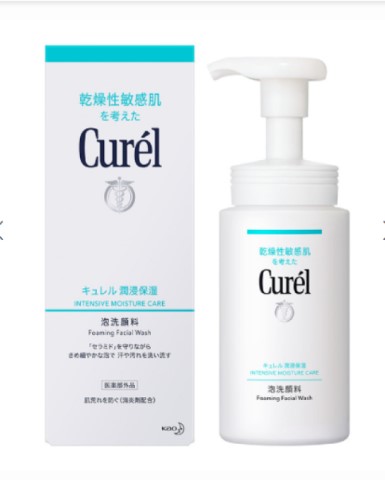 乾燥性敏感肌
を考えた
Curél
キュレル 潤浸保湿
INTENSIVE MOISTURE CARE
泡洗顔料
Foaming Facial Wash
「セラミド」を守りながら
きめ細やかな泡で 汗や汚れを洗い流す
医薬部外品
肌荒れを防ぐ(消炎剤配合)
Kao
乾燥性敏感肌
を考えた
Curél
キュレル 潤浸保湿
INTENSIVE MOISTURE CARE
泡洗顔料
Foaming Facial Wash